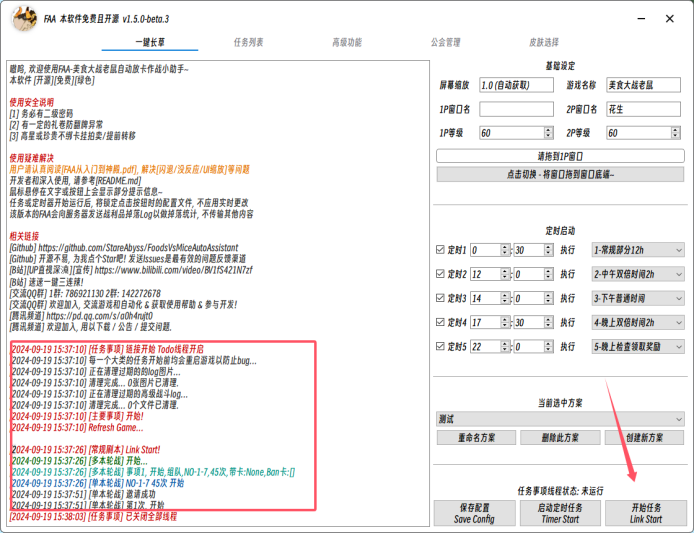 FAA 本软件免费且开源 v1.5.0-beta.3
一键长草 任务列表 高级功能 公会管理 皮肤选择
嗷呜, 欢迎使用FAA-美食大战老鼠自动放卡作战小助手~
本软件 [开源][免费][绿色]
使用安全说明
[1] 务必有二级密码
[2] 有一定的礼卷防翻牌异常
[3] 高星或珍贵不绑卡挂拍卖/提前转移
使用疑难解决
用户请认真阅读[FAA从入门到神殿.pdf], 解决[闪退/没反应/UI缩放]等问题
开发者和深入使用, 请参考[README.md]
鼠标悬停在文字或按钮上会显示部分提示信息~
任务或定时器开始运行后, 将锁定点击按钮时的配置文件, 不应用实时更改
该版本的FAA会向服务器发送战利品掉落Log以做掉落统计, 不传输其他内容
相关链接
[Github] https://github.com/StareAbyss/FoodsVsMiceAutoAssistant
[Github] 开源不易, 为我点个Star吧! 发送Issues是最有效的问题反馈渠道
[B站][UP直视深渊][宣传] https://www.bilibili.com/video/BV1fS421N7zf
[B站] 速速一键三连辣!
[交流QQ群] 1群: 786921130 2群: 142272678
[交流QQ群] 欢迎加入, 交流游戏和自动化 & 获取使用帮助 & 参与开发!
[腾讯频道] https://pd.qq.com/s/a0h4rujt0
[腾讯频道] 欢迎加入, 用以下载 / 公告 / 提交问题.
[2024-09-19 15:37:10] [任务事项] 链接开始 Todo线程开启
[2024-09-19 15:37:10] 每一个大类的任务开始前均会重启游戏以防止bug...
[2024-09-19 15:37:10] 正在清理过期的的log图片...
[2024-09-19 15:37:10] 清理完成... 0张图片已清理.
[2024-09-19 15:37:10] 正在清理过期的高级战斗log...
[2024-09-19 15:37:10] 清理完成... 0个文件已清理.
[2024-09-19 15:37:10] [主要事项] 开始!
[2024-09-19 15:37:10] Refresh Game...
[2024-09-19 15:37:26] [常规副本] Link Start!
[2024-09-19 15:37:26] [多本轮战] 开始...
[2024-09-19 15:37:26] [多本轮战] 事项1, 开始,组队,NO-1-7,45次,带卡:None,Ban卡:[]
[2024-09-19 15:37:26] [单本轮战] NO-1-7 45次 开始
[2024-09-19 15:37:51] [单本轮战] 邀请成功
[2024-09-19 15:37:51] [单本轮战] 第1次, 开始
[2024-09-19 15:38:03] [任务事项] 已关闭全部线程
基础设定
屏幕缩放 1.0 (自动获取) 游戏名称 美食大战老鼠
1P窗口名 2P窗口名 花生
1P等级 60 2P等级 60
请拖到1P窗口
点击切换 - 将窗口拖到窗口底端~
定时启动
定时1 0 : 30 执行 1-常规部分12h
定时2 12 : 0 执行 2-中午双倍时间2h
定时3 14 : 0 执行 3-下午普通时间
定时4 17 : 30 执行 4-晚上双倍时间2h
定时5 22 : 0 执行 5-晚上检查领取奖励
当前选中方案
测试
重命名方案 删除此方案 创建新方案
任务事项线程状态: 未运行
保存配置 启动定时任务 开始任务
Save Config Timer Start Link Start